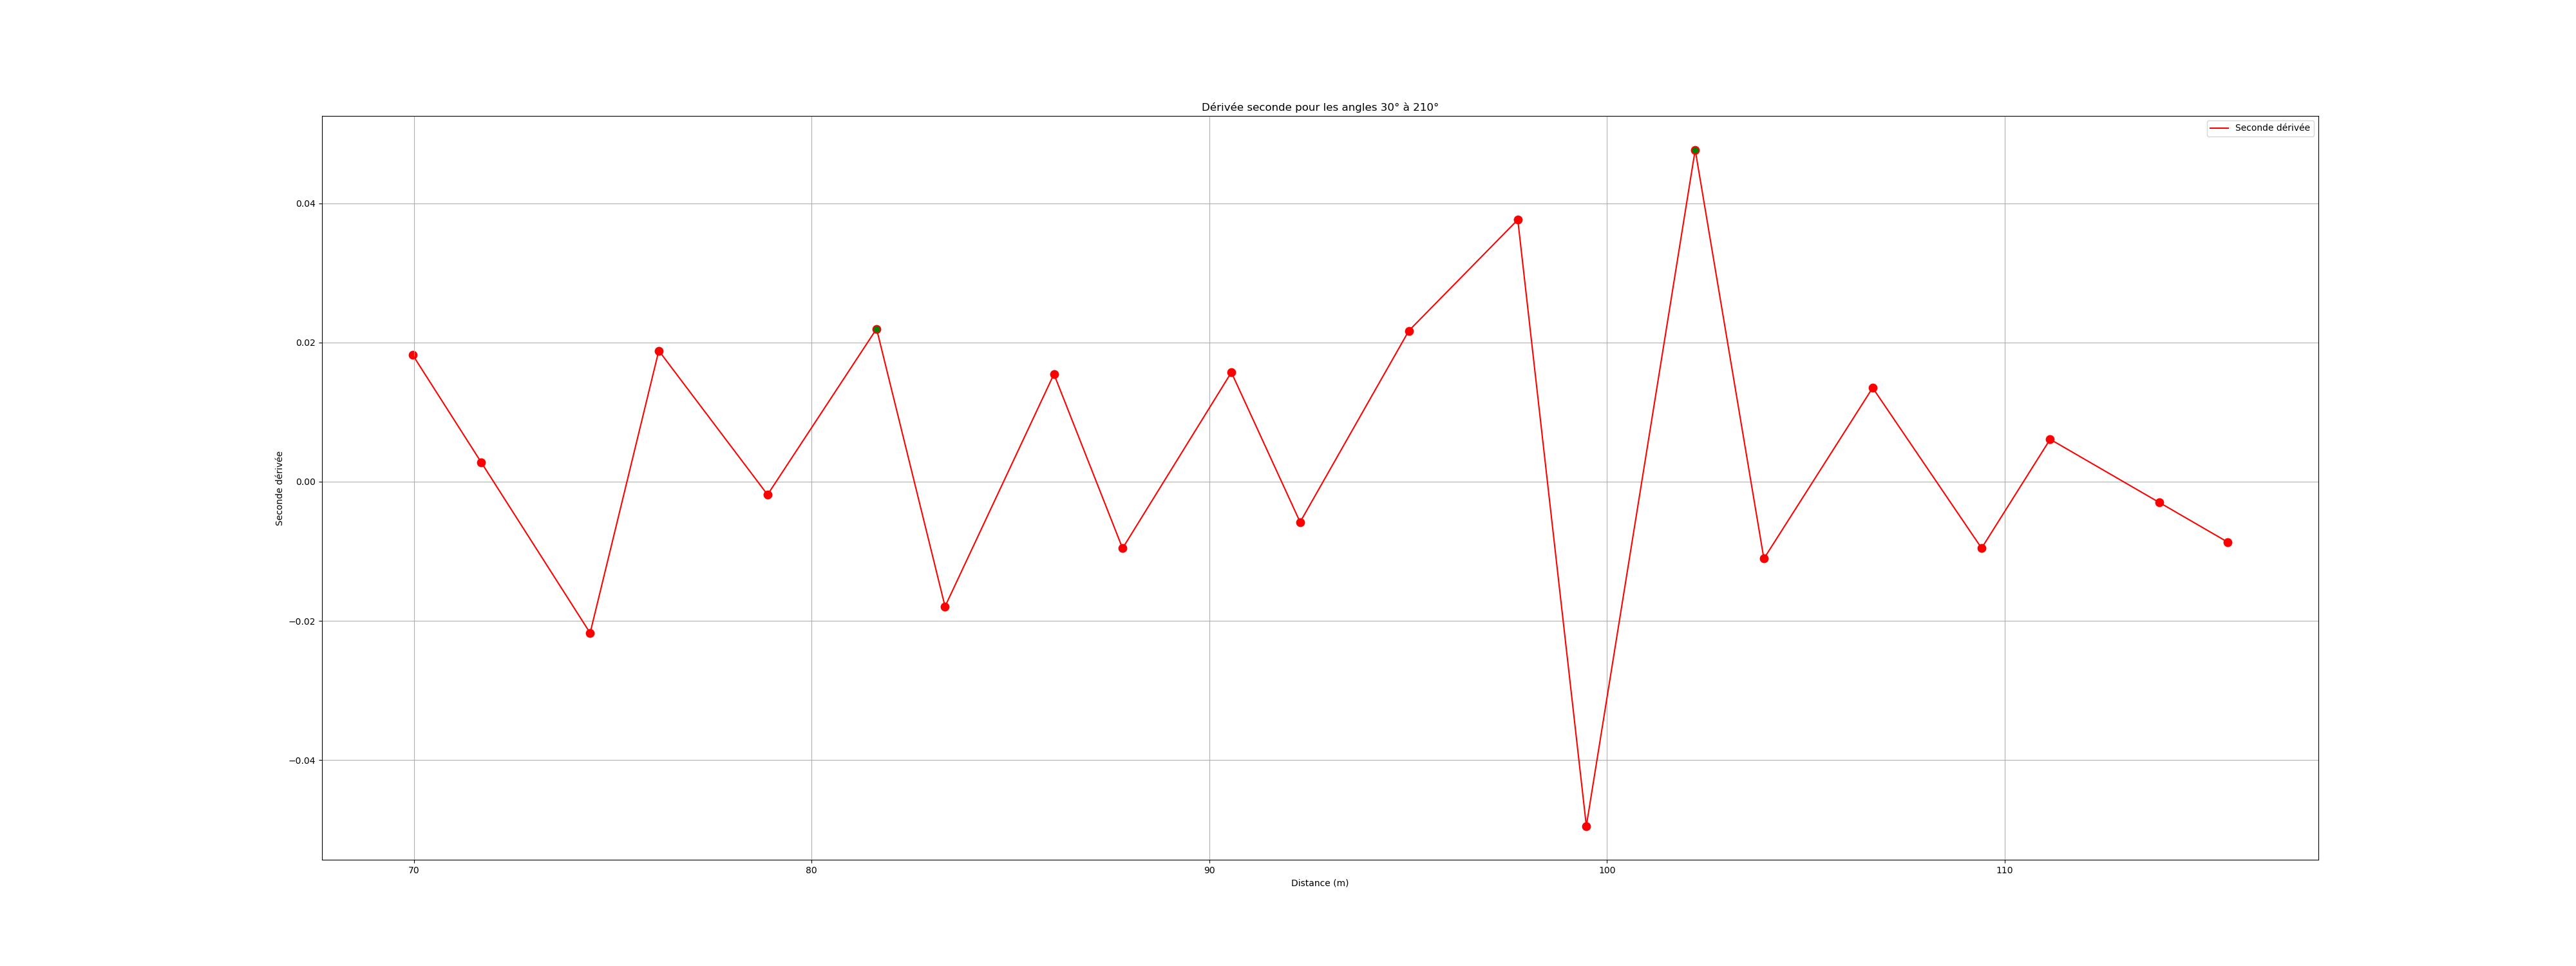 Dérivée seconde pour les angles 30° à 210°
Seconde dérivée
0.04
0.02
0.00
−0.02
−0.04
Seconde dérivée
70 80 90 100 110
Distance (m)